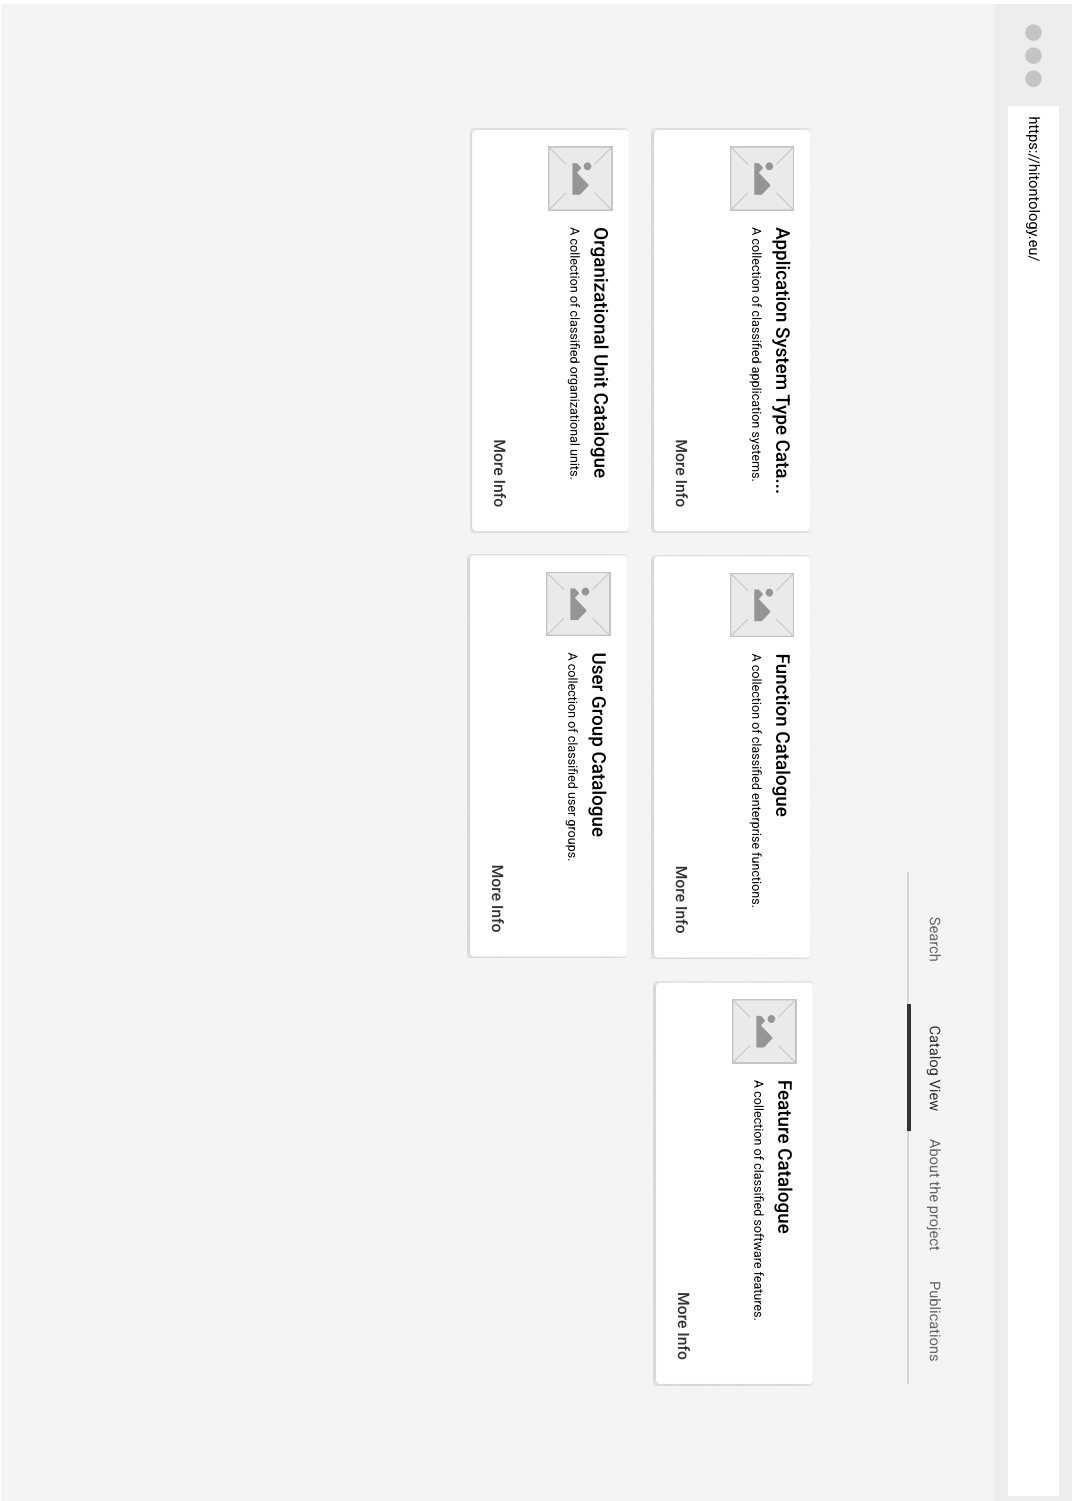 https://hitontology.eu/
Search
Catalog View
About the project
Publications
Application System Type Cata...
A collection of classified application systems.
More Info
Function Catalogue
A collection of classified enterprise functions.
More Info
Feature Catalogue
A collection of classified software features.
More Info
Organizational Unit Catalogue
A collection of classified organizational units.
More Info
User Group Catalogue
A collection of classified user groups.
More Info